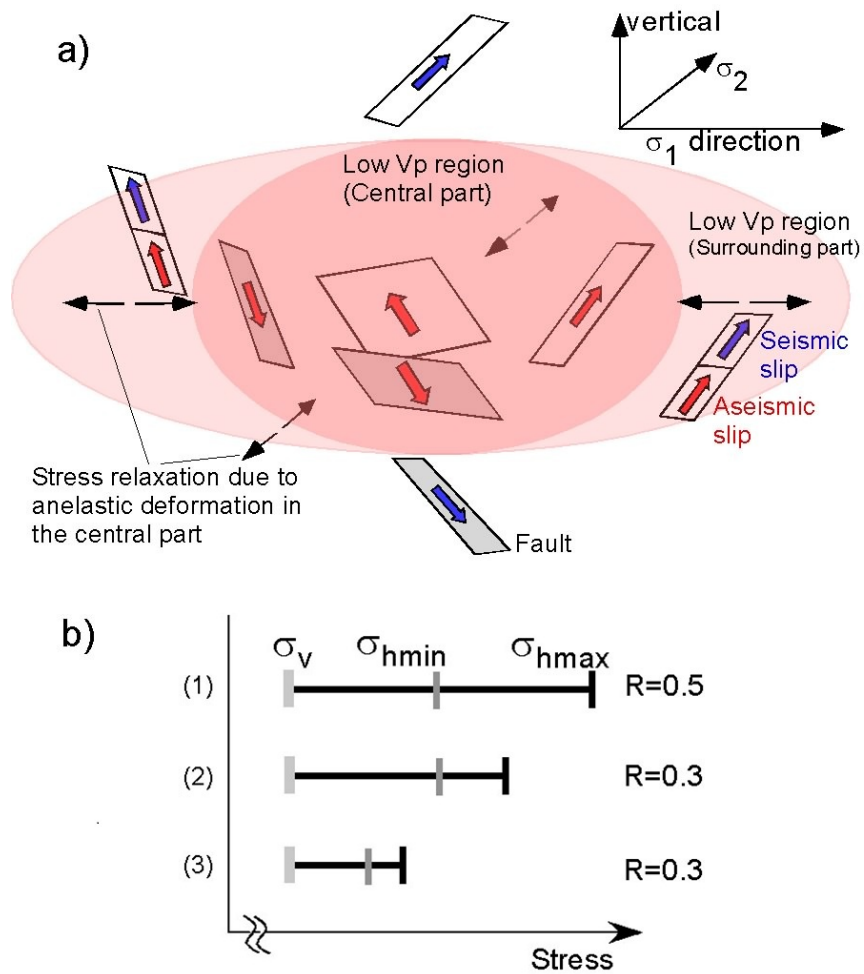 a)
vertical
σ2
σ1 direction
Low Vp region
(Central part)
Low Vp region
(Surrounding part)
Seismic
slip
Aseismic
slip
Stress relaxation due to
anelastic deformation in
the central part
Fault
b)
σv σhmin σhmax
(1) R=0.5
(2) R=0.3
(3) R=0.3
Stress